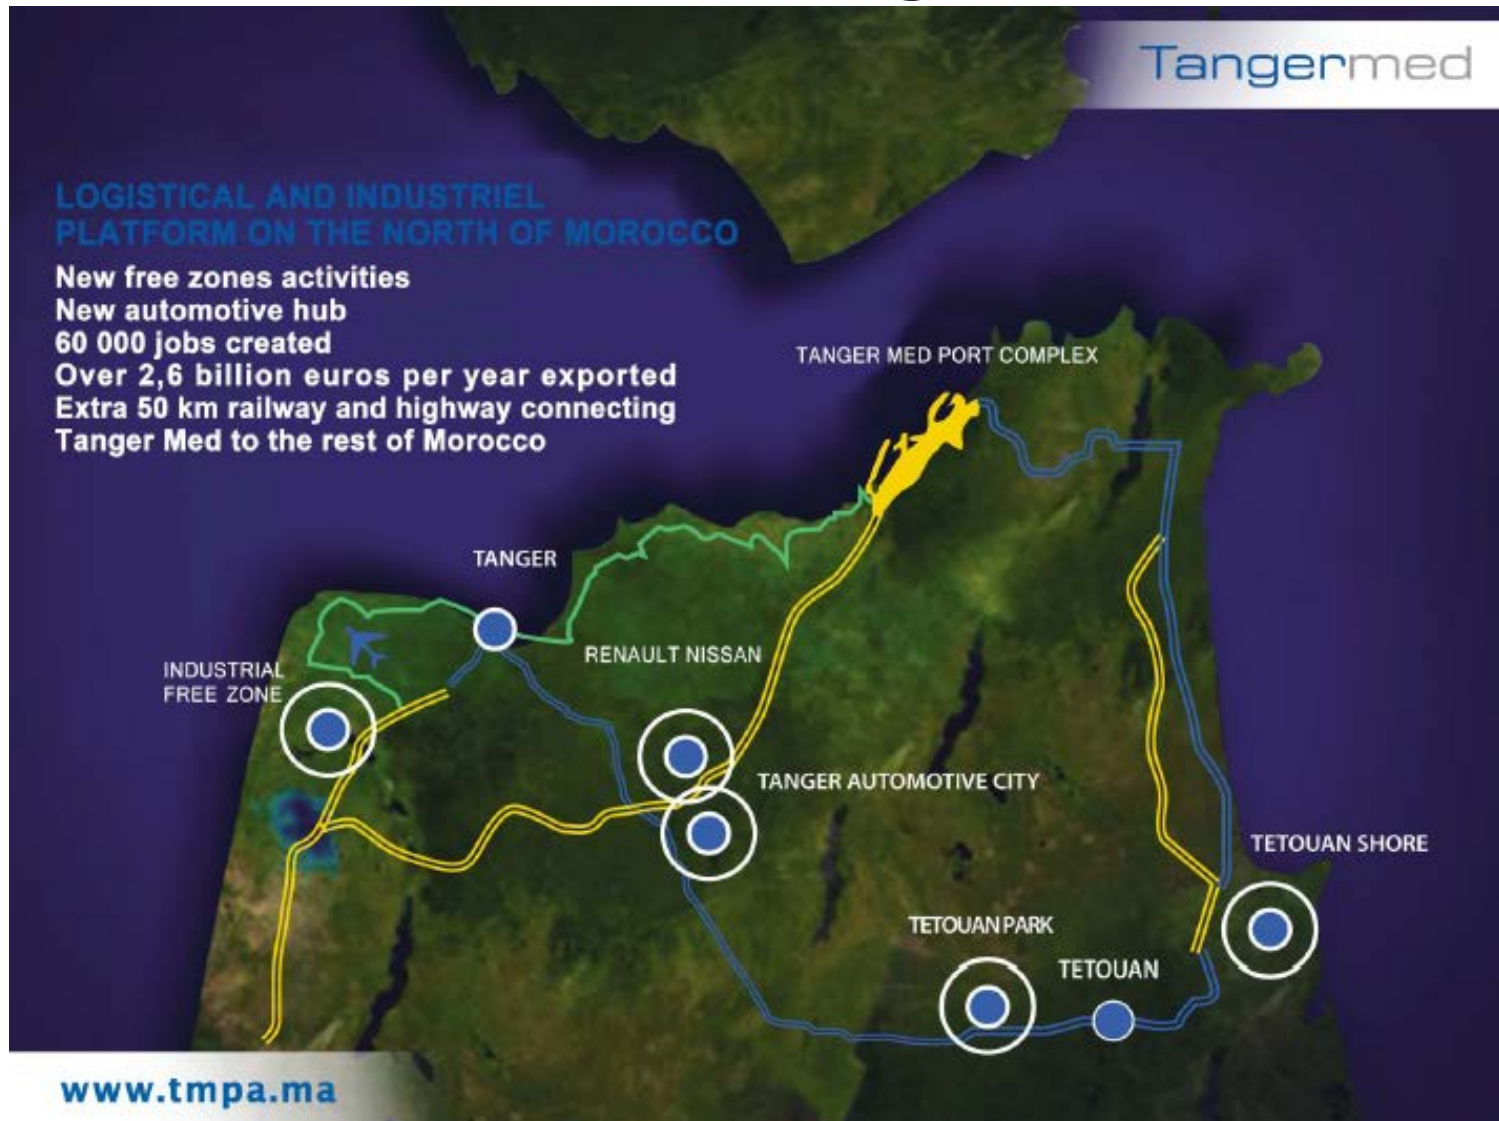 Tangermed
LOGISTICAL AND INDUSTRIEL
PLATFORM ON THE NORTH OF MOROCCO
New free zones activities
New automotive hub
60 000 jobs created
Over 2,6 billion euros per year exported
Extra 50 km railway and highway connecting
Tanger Med to the rest of Morocco
TANGER MED PORT COMPLEX
TANGER
RENAULT NISSAN
INDUSTRIAL
FREE ZONE
TANGER AUTOMOTIVE CITY
TETOUAN SHORE
TETOUAN PARK
TETOUAN
www.tmpa.ma